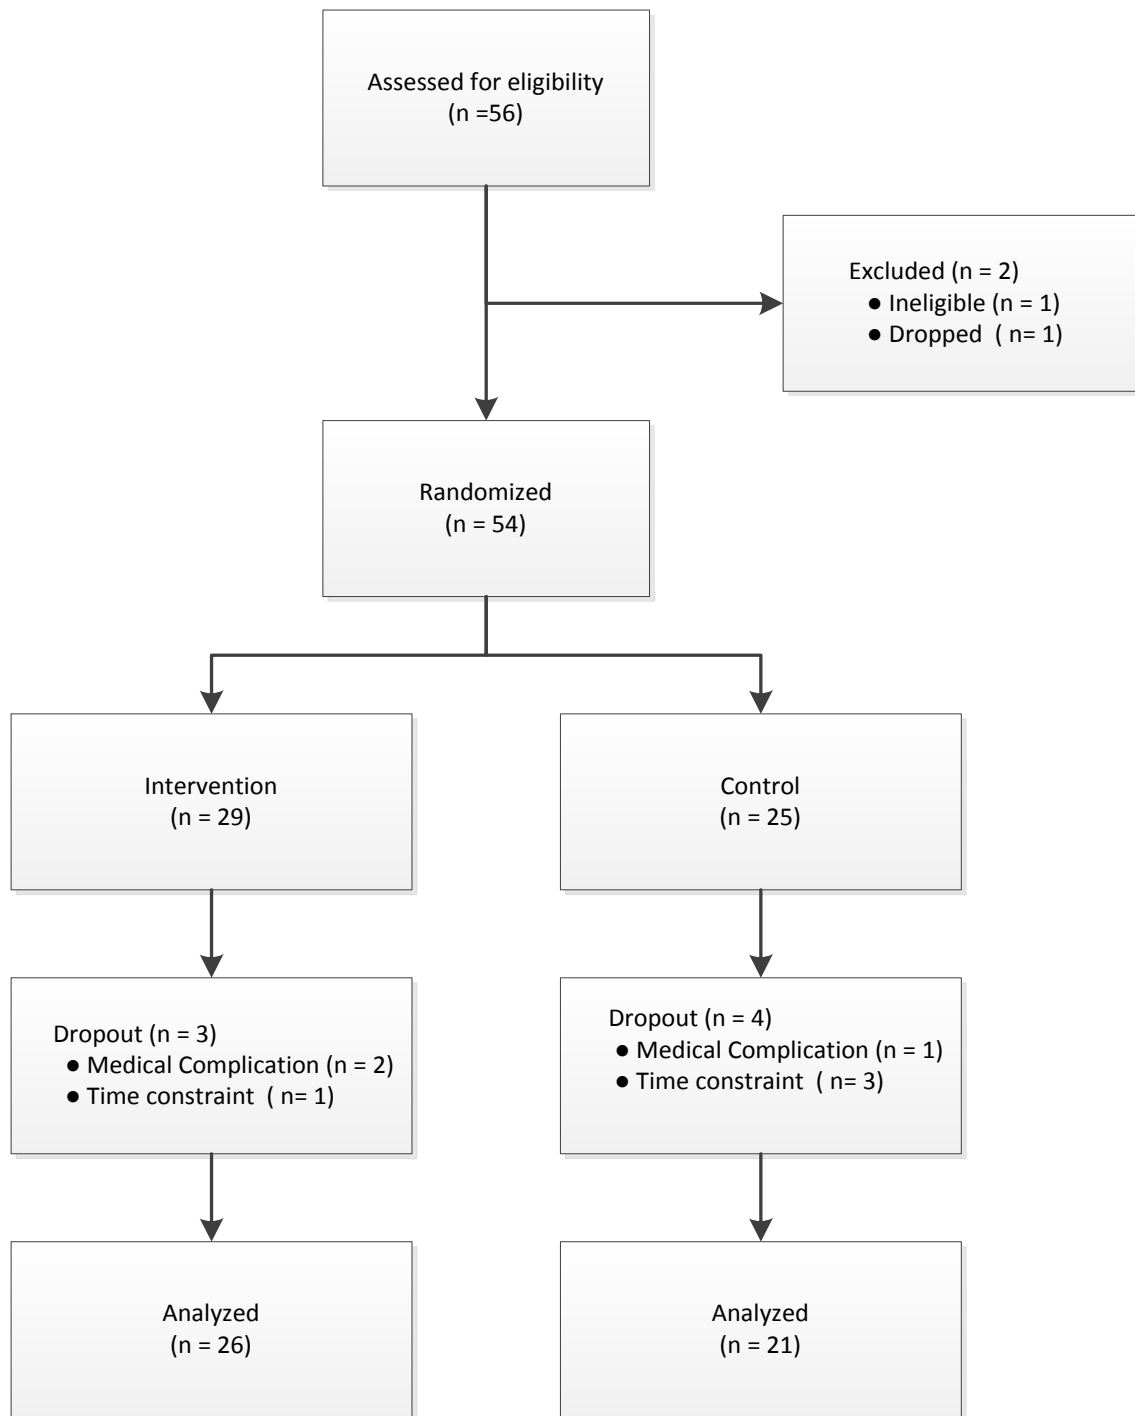 Assessed for eligibility
(n =56)
Excluded (n = 2)
● Ineligible (n = 1)
● Dropped  ( n= 1)
Randomized
(n = 54)
Intervention
(n = 29)
Control
(n = 25)
Dropout (n = 3)
● Medical Complication (n = 2)
● Time constraint  ( n= 1)
Dropout (n = 4)
● Medical Complication (n = 1)
● Time constraint  ( n= 3)
Analyzed
(n = 26)
Analyzed
(n = 21)